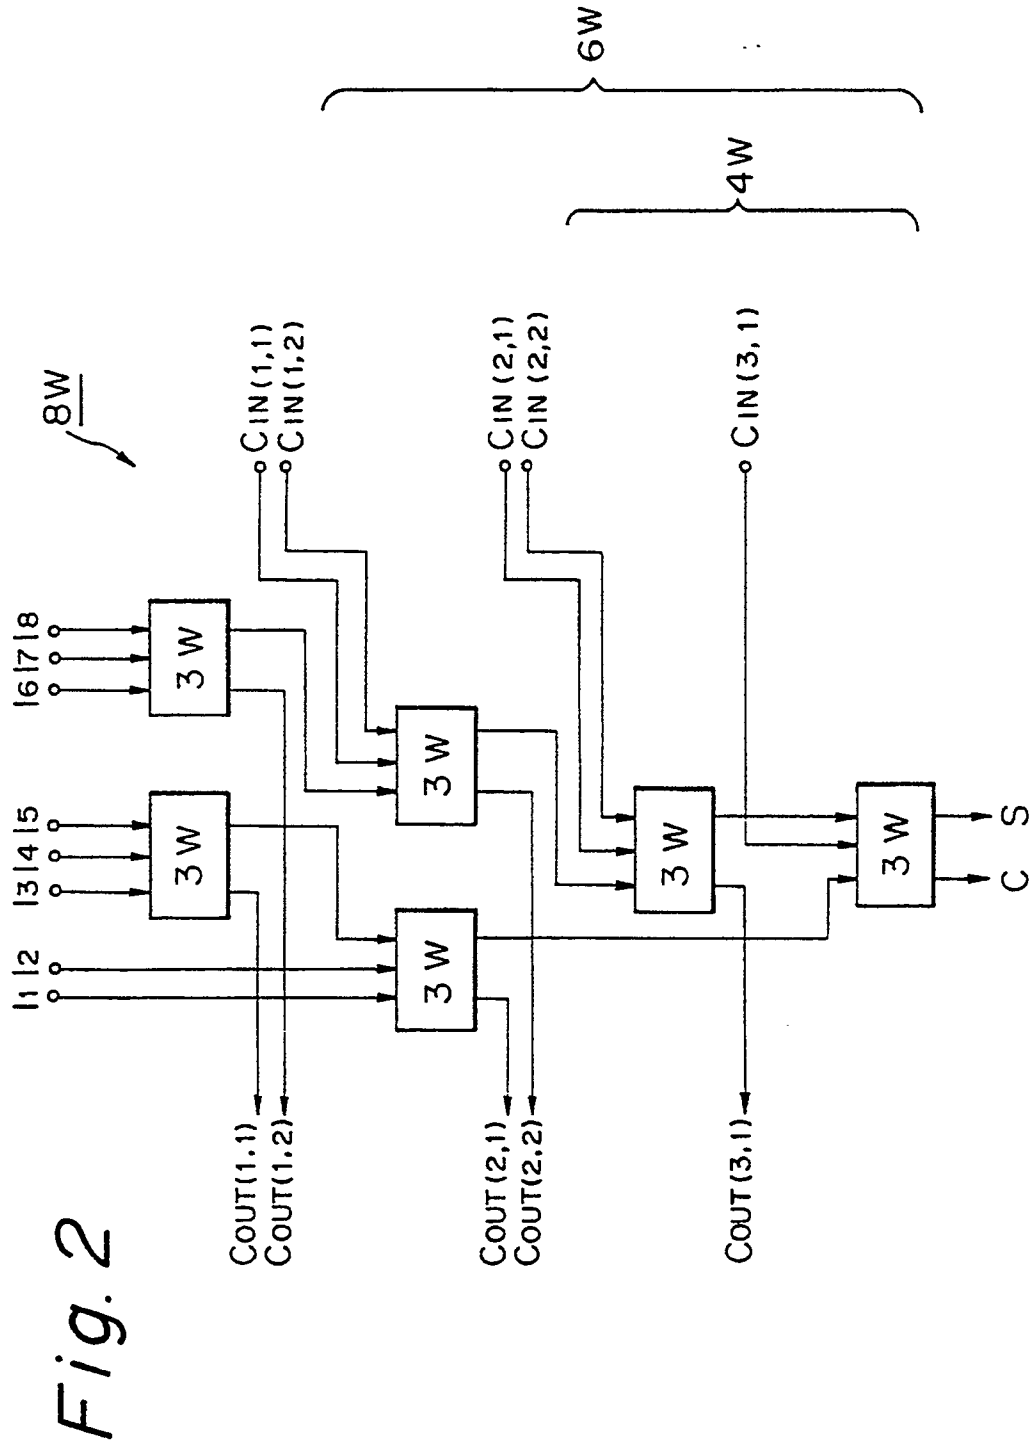 Fig. 2
8W
I1 I2 I3 I4 I5 I6 I7 I8
3W
3W
COUT(1,1)
COUT(1,2)
CIN(1,1)
CIN(1,2)
3W
3W
COUT(2,1)
COUT(2,2)
CIN(2,1)
CIN(2,2)
3W
COUT(3,1)
CIN(3,1)
3W
C S
4W
6W